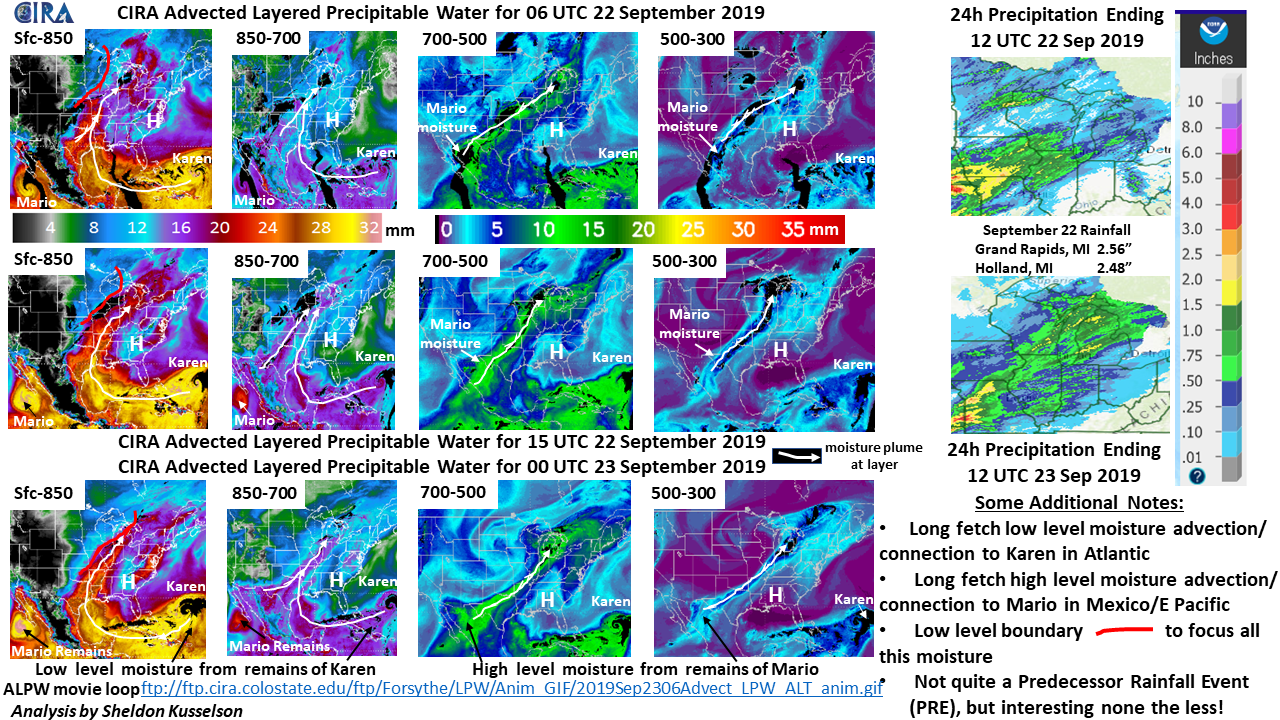 CIRA
CIRA Advected Layered Precipitable Water for 06 UTC 22 September 2019
Sfc-850
850-700
700-500
500-300
Mario
moisture
Mario
moisture
H
H
H
H
Karen
Karen
Karen
Karen
Mario
Mario
4 8 12 16 20 24 28 32 mm
0 5 10 15 20 25 30 35 mm
Sfc-850
850-700
700-500
500-300
Mario
moisture
Mario
moisture
H
H
H
H
Karen
Karen
Karen
Karen
Mario
Mario
CIRA Advected Layered Precipitable Water for 15 UTC 22 September 2019
moisture plume
at layer
CIRA Advected Layered Precipitable Water for 00 UTC 23 September 2019
Sfc-850
850-700
700-500
500-300
H
H
H
H
Karen
Karen
Karen
Karen
Mario Remains
Mario Remains
Low level moisture from remains of Karen
High level moisture from remains of Mario
ALPW movie loop ftp://ftp.cira.colostate.edu/ftp/Forsythe/LPW/Anim_GIF/2019Sep2306Advect_LPW_ALT_anim.gif
Analysis by Sheldon Kusselson
24h Precipitation Ending
12 UTC 22 Sep 2019
Detr
Ohio
September 22 Rainfall
Grand Rapids, MI 2.56”
Holland, MI 2.48”
Superior
Detr
24h Precipitation Ending
12 UTC 23 Sep 2019
NOAA
Inches
10
8.0
6.0
5.0
4.0
3.0
2.5
2.0
1.5
1.0
.75
.50
.25
.10
.01
?
Some Additional Notes:
• Long fetch low level moisture advection/
connection to Karen in Atlantic
• Long fetch high level moisture advection/
connection to Mario in Mexico/E Pacific
• Low level boundary to focus all
this moisture
• Not quite a Predecessor Rainfall Event
(PRE), but interesting none the less!